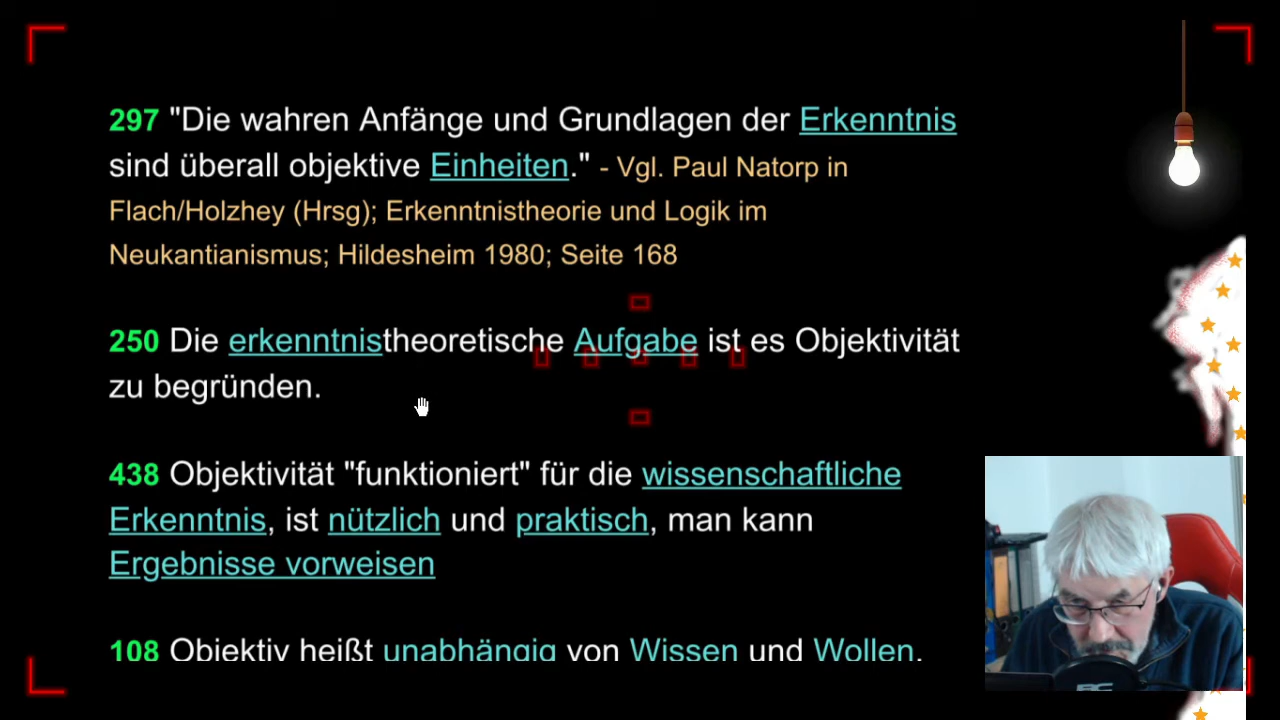 297 "Die wahren Anfänge und Grundlagen der Erkenntnis
sind überall objektive Einheiten." - Vgl. Paul Natorp in
Flach/Holzhey (Hrsg); Erkenntnistheorie und Logik im
Neukantianismus; Hildesheim 1980; Seite 168
250 Die erkenntnistheoretische Aufgabe ist es Objektivität
zu begründen.
438 Objektivität "funktioniert" für die wissenschaftliche
Erkenntnis, ist nützlich und praktisch, man kann
Ergebnisse vorweisen
108 Objektiv heißt unabhängig von Wissen und Wollen.